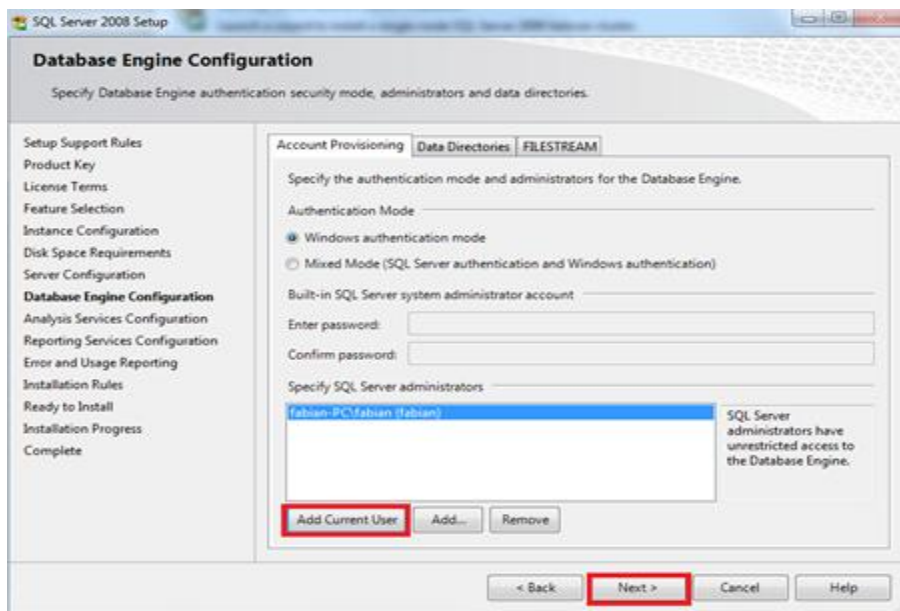 SQL Server 2008 Setup
Database Engine Configuration
Specify Database Engine authentication security mode, administrators and data directories.
Setup Support Rules
Product Key
License Terms
Feature Selection
Instance Configuration
Disk Space Requirements
Server Configuration
Database Engine Configuration
Analysis Services Configuration
Reporting Services Configuration
Error and Usage Reporting
Installation Rules
Ready to Install
Installation Progress
Complete
Account Provisioning
Data Directories
FILESTREAM
Specify the authentication mode and administrators for the Database Engine.
Authentication Mode
Windows authentication mode
Mixed Mode (SQL Server authentication and Windows authentication)
Built-in SQL Server system administrator account
Enter password:
Confirm password:
Specify SQL Server administrators
fabian-PC\fabian (fabian)
SQL Server
administrators have
unrestricted access to
the Database Engine.
Add Current User
Add...
Remove
< Back
Next >
Cancel
Help